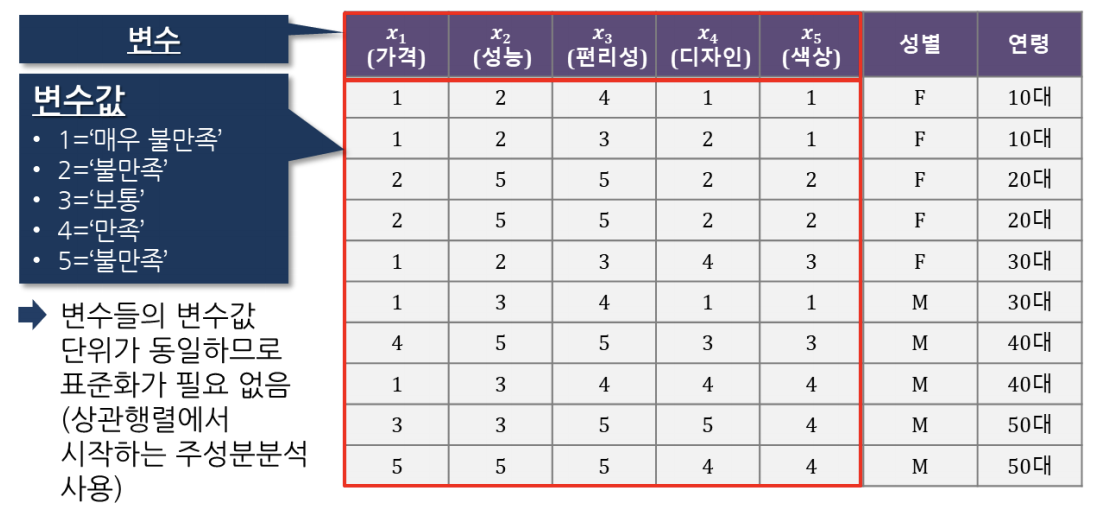 변수
변수값
• 1=‘매우 불만족’
• 2=‘불만족’
• 3=‘보통’
• 4=‘만족’
• 5=‘불만족’
변수들의 변수값
단위가 동일하므로
표준화가 필요 없음
(상관행렬에서
시작하는 주성분분석
사용)
x₁ x₂ x₃ x₄ x₅ 성별 연령
(가격) (성능) (편리성) (디자인) (색상)
1 2 4 1 1 F 10대
1 2 3 2 1 F 10대
2 5 5 2 2 F 20대
2 5 5 2 2 F 20대
1 2 3 4 3 F 30대
1 3 4 1 1 M 30대
4 5 5 3 3 M 40대
1 3 4 4 4 M 40대
3 3 5 5 4 M 50대
5 5 5 4 4 M 50대